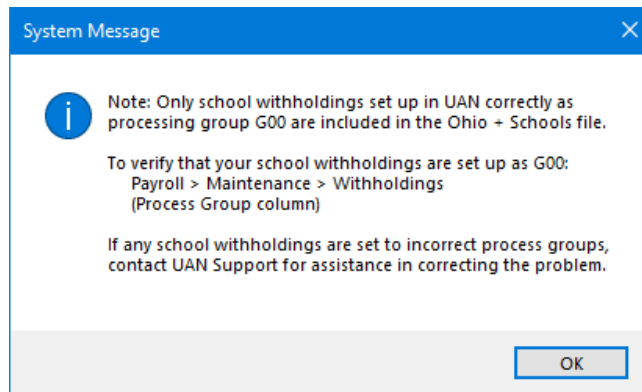 System Message
Note: Only school withholdings set up in UAN correctly as
processing group G00 are included in the Ohio + Schools file.
To verify that your school withholdings are set up as G00:
Payroll > Maintenance > Withholdings
(Process Group column)
If any school withholdings are set to incorrect process groups,
contact UAN Support for assistance in correcting the problem.
OK